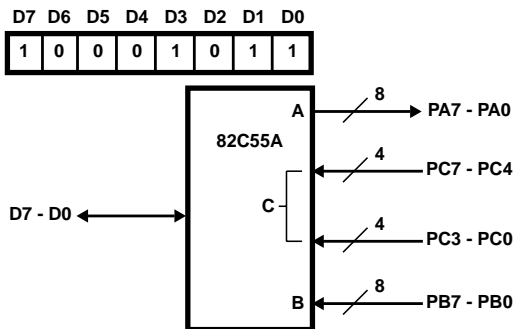 D7 D6 D5 D4 D3 D2 D1 D0
1 0 0 0 1 0 1 1
A 8 PA7 - PA0
82C55A
4 PC7 - PC4
C
D7 - D0
4 PC3 - PC0
B 8 PB7 - PB0